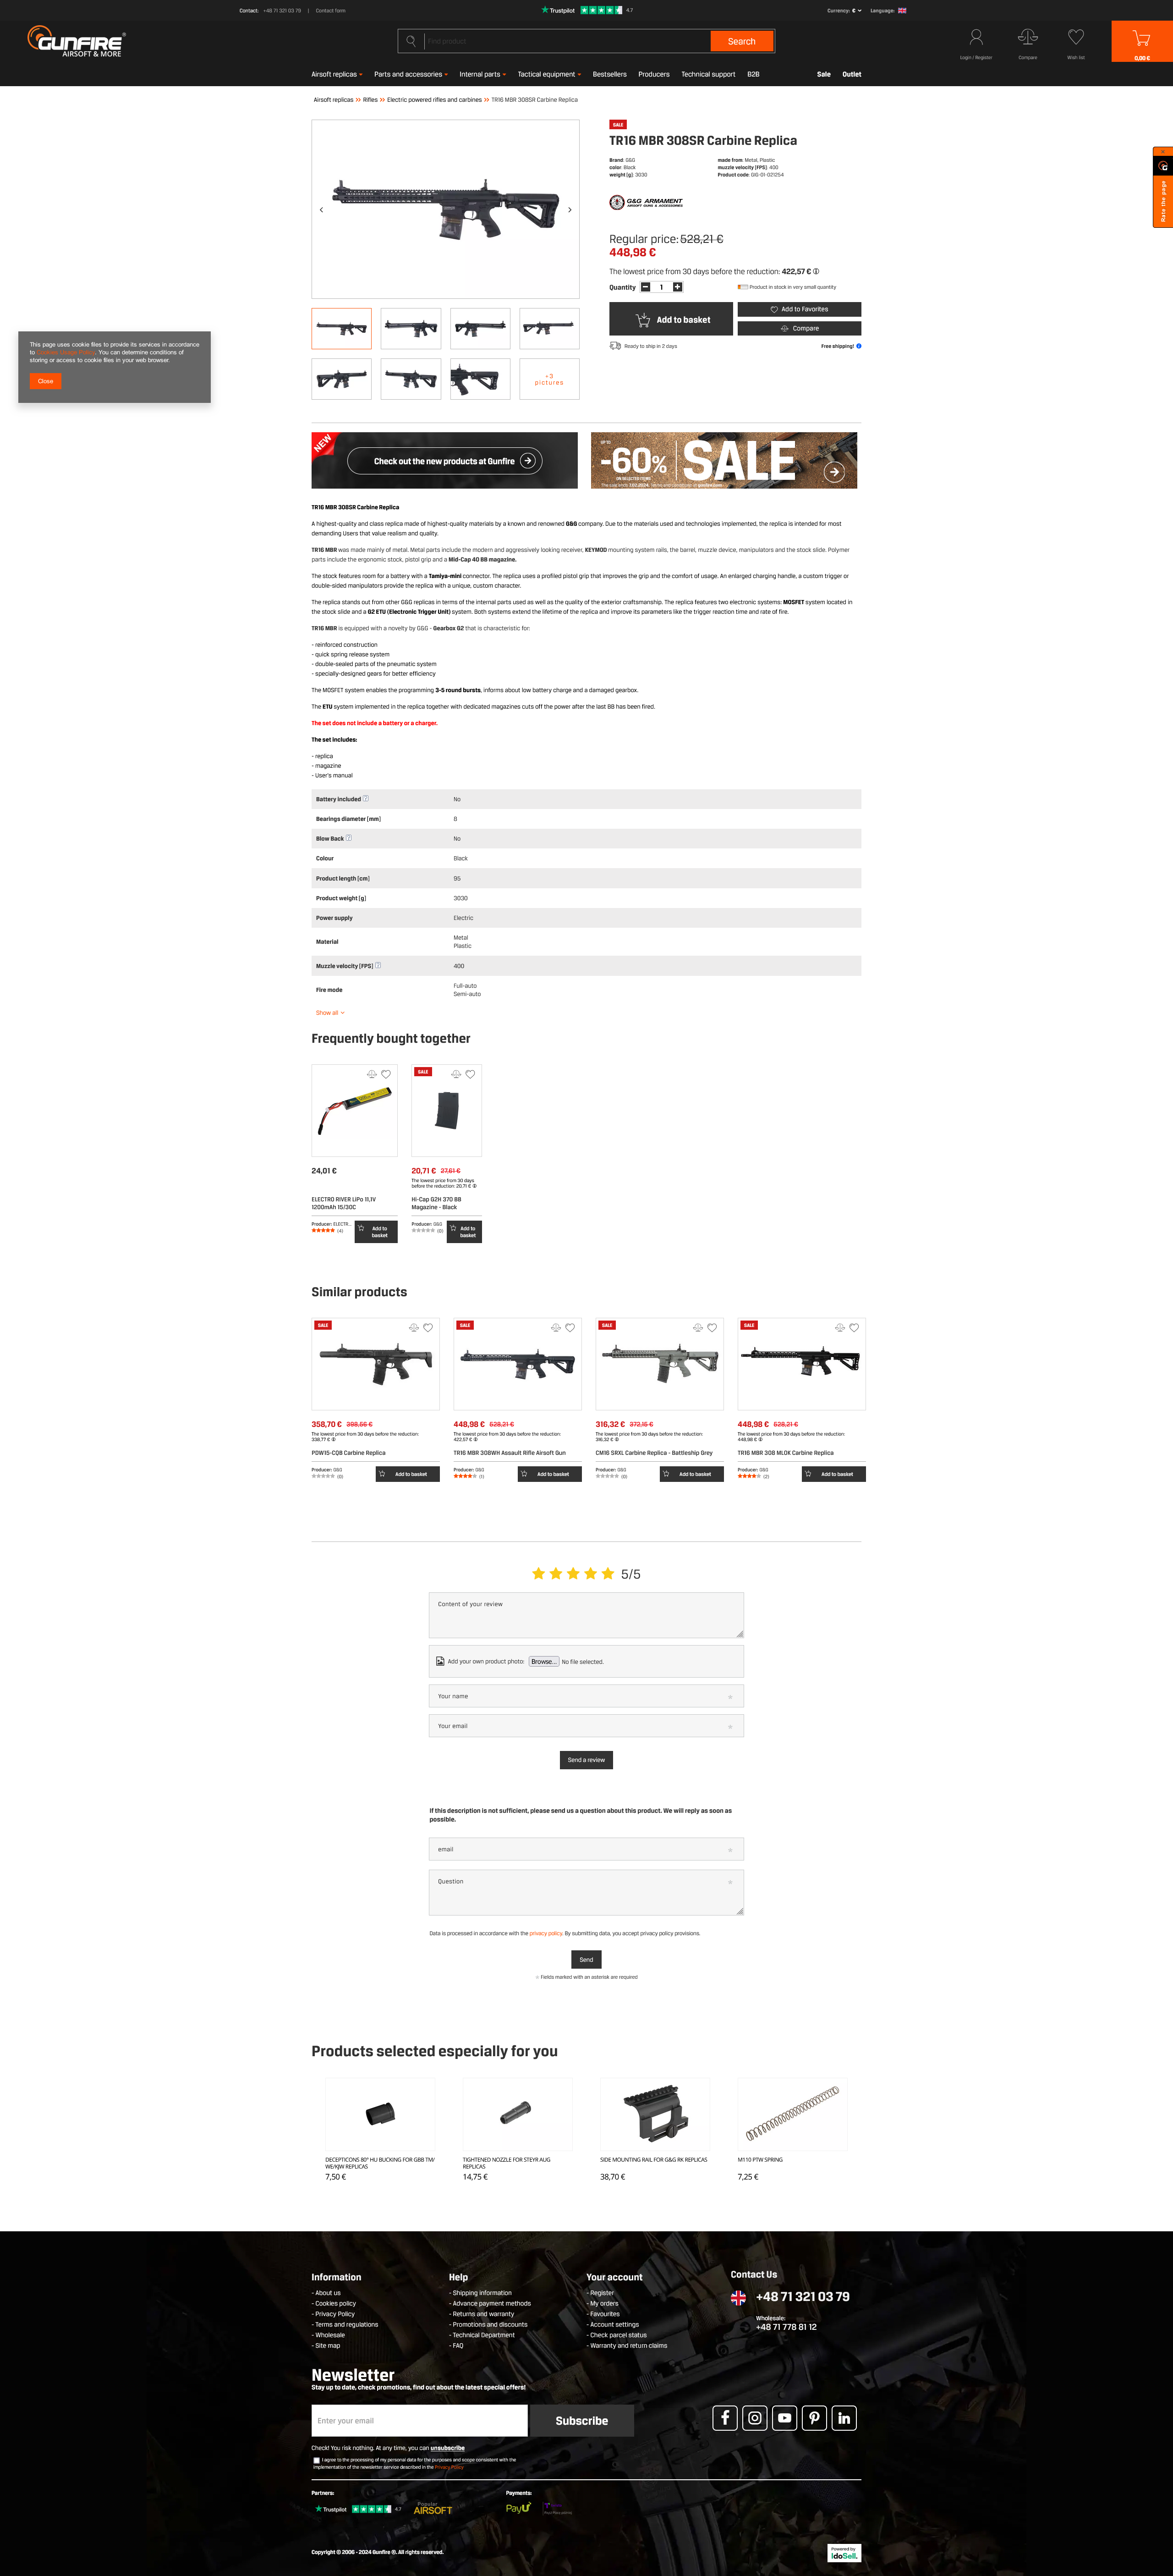 Contact: +48 71 321 03 79 | Contact form
Trustpilot 4.7
Currency: € Language:
GUNFIRE
AIRSOFT & MORE
Find product
Search
Login / Register
Compare
Wish list
0,00 €
Airsoft replicas Parts and accessories Internal parts Tactical equipment Bestsellers Producers Technical support B2B Sale Outlet
Airsoft replicas Rifles Electric powered rifles and carbines TR16 MBR 308SR Carbine Replica
SALE
TR16 MBR 308SR Carbine Replica
Brand: G&G
color: Black
weight (g): 3030
made from: Metal, Plastic
muzzle velocity (FPS): 400
Product code: GIG-01-021254
G&G ARMAMENT
AIRSOFT GUNS & ACCESSORIES
Regular price: 528,21 €
448,98 €
The lowest price from 30 days before the reduction: 422,57 €
Quantity 1
Product in stock in very small quantity
Add to basket
Add to Favorites
Compare
Ready to ship in 2 days
Free shipping!
+3
pictures
Rate the page
This page uses cookie files to provide its services in accordance
to Cookies Usage Policy. You can determine conditions of
storing or access to cookie files in your web browser.
Close
NEW
Check out the new products at Gunfire
UP TO
-60%
ON SELECTED ITEMS
SALE
TR16 MBR 308SR Carbine Replica
A highest-quality and class replica made of highest-quality materials by a known and renowned G&G company. Due to the materials used and technologies implemented, the replica is intended for most
demanding Users that value realism and quality.
TR16 MBR was made mainly of metal. Metal parts include the modern and aggressively looking receiver, KEYMOD mounting system rails, the barrel, muzzle device, manipulators and the stock slide. Polymer
parts include the ergonomic stock, pistol grip and a Mid-Cap 40 BB magazine.
The stock features room for a battery with a Tamiya-mini connector. The replica uses a profiled pistol grip that improves the grip and the comfort of usage. An enlarged charging handle, a custom trigger or
double-sided manipulators provide the replica with a unique, custom character.
The replica stands out from other G&G replicas in terms of the internal parts used as well as the quality of the exterior craftsmanship. The replica features two electronic systems: MOSFET system located in
the stock slide and a G2 ETU (Electronic Trigger Unit) system. Both systems extend the lifetime of the replica and improve its parameters like the trigger reaction time and rate of fire.
TR16 MBR is equipped with a novelty by G&G - Gearbox G2 that is characteristic for:
- reinforced construction
- quick spring release system
- double-sealed parts of the pneumatic system
- specially-designed gears for better efficiency
The MOSFET system enables the programming 3-5 round bursts, informs about low battery charge and a damaged gearbox.
The ETU system implemented in the replica together with dedicated magazines cuts off the power after the last BB has been fired.
The set does not include a battery or a charger.
The set includes:
- replica
- magazine
- User's manual
Battery included No
Bearings diameter [mm] 8
Blow Back No
Colour Black
Product length [cm] 95
Product weight [g] 3030
Power supply Electric
Material Metal
Plastic
Muzzle velocity [FPS] 400
Fire mode Full-auto
Semi-auto
Show all
Frequently bought together
24,01 €
ELECTRO RIVER LiPo 11,1V
1200mAh 15/30C
Producer: ELECTR...
(4)
Add to
basket
SALE
20,71 € 27,61 €
The lowest price from 30 days
before the reduction: 20,71 €
Hi-Cap G2H 370 BB
Magazine - Black
Producer: G&G
(0)
Add to
basket
Similar products
SALE
358,70 € 398,56 €
The lowest price from 30 days before the reduction:
338,77 €
PDW15-CQB Carbine Replica
Producer: G&G
(0)
Add to basket
SALE
448,98 € 528,21 €
The lowest price from 30 days before the reduction:
422,57 €
TR16 MBR 308WH Assault Rifle Airsoft Gun
Producer: G&G
(1)
Add to basket
SALE
316,32 € 372,15 €
The lowest price from 30 days before the reduction:
316,32 €
CM16 SRXL Carbine Replica - Battleship Grey
Producer: G&G
(0)
Add to basket
SALE
448,98 € 528,21 €
The lowest price from 30 days before the reduction:
448,98 €
TR16 MBR 308 MLOK Carbine Replica
Producer: G&G
(2)
Add to basket
5/5
Content of your review
Add your own product photo: Browse... No file selected.
Your name
Your email
Send a review
If this description is not sufficient, please send us a question about this product. We will reply as soon as
possible.
email
Question
Data is processed in accordance with the privacy policy. By submitting data, you accept privacy policy provisions.
Send
Fields marked with an asterisk are required
Products selected especially for you
DECEPTICONS 80° HU BUCKING FOR GBB TM/
WE/KJW REPLICAS
7,50 €
TIGHTENED NOZZLE FOR STEYR AUG
REPLICAS
14,75 €
SIDE MOUNTING RAIL FOR G&G RK REPLICAS
38,70 €
M110 PTW SPRING
7,25 €
Information
- About us
- Cookies policy
- Privacy Policy
- Terms and regulations
- Wholesale
- Site map
Help
- Shipping information
- Advance payment methods
- Returns and warranty
- Promotions and discounts
- Technical Department
- FAQ
Your account
- Register
- My orders
- Favourites
- Account settings
- Check parcel status
- Warranty and return claims
Contact Us
+48 71 321 03 79
Wholesale:
+48 71 778 81 12
Newsletter
Stay up to date, check promotions, find out about the latest special offers!
Enter your email
Subscribe
Check! You risk nothing. At any time, you can unsubscribe
I agree to the processing of my personal data for the purposes and scope consistent with the
implementation of the newsletter service described in the Privacy Policy
Partners:
Trustpilot 4.7
Popular
AIRSOFT
Payments:
PayU
Copyright © 2006 - 2024 Gunfire ®. All rights reserved.
Powered by
IdoSell.